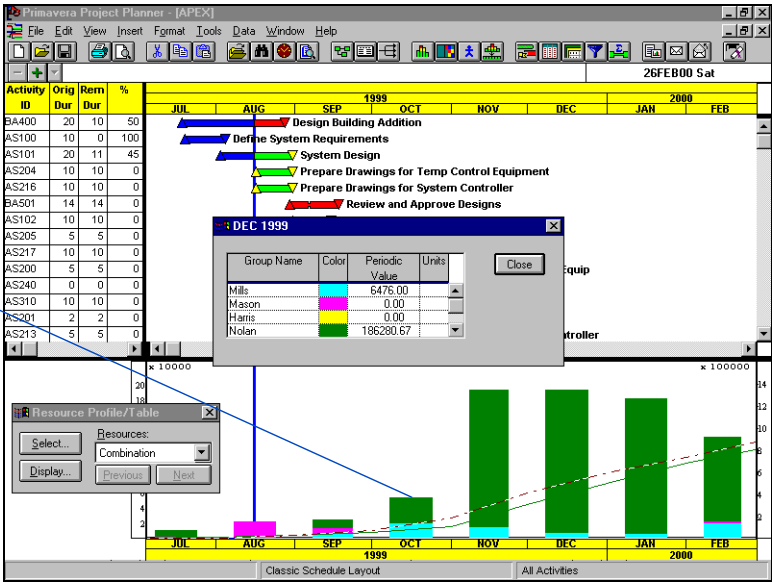 Primavera Project Planner - [APEX]
File Edit View Insert Format Tools Data Window Help
26FEB00 Sat
Activity ID Orig Dur Rem Dur %
1999 2000
JUL AUG SEP OCT NOV DEC JAN FEB
BA400 20 10 50 Design Building Addition
AS100 10 0 100 Define System Requirements
AS101 20 11 45 System Design
AS204 10 10 0 Prepare Drawings for Temp Control Equipment
AS216 10 10 0 Prepare Drawings for System Controller
BA501 14 14 0 Review and Approve Designs
AS102 10 10 0
AS205 5 5 0
AS217 10 10 0
AS200 5 5 0 Equip
AS240 0 0 0
AS310 10 10 0
AS201 2 2 0
AS213 5 5 0 troller
DEC 1999
Group Name Color Periodic Value Units
Mills 6476.00
Mason 0.00
Harris 0.00
Nolan 186280.67
Close
x 10000 x 100000
20
18
14
12
10
8
6
4
2
Resource Profile/Table
Select...
Resources:
Combination
Display...
Previous Next
4
2
JUL AUG SEP OCT NOV DEC JAN FEB
1999 2000
Classic Schedule Layout All Activities